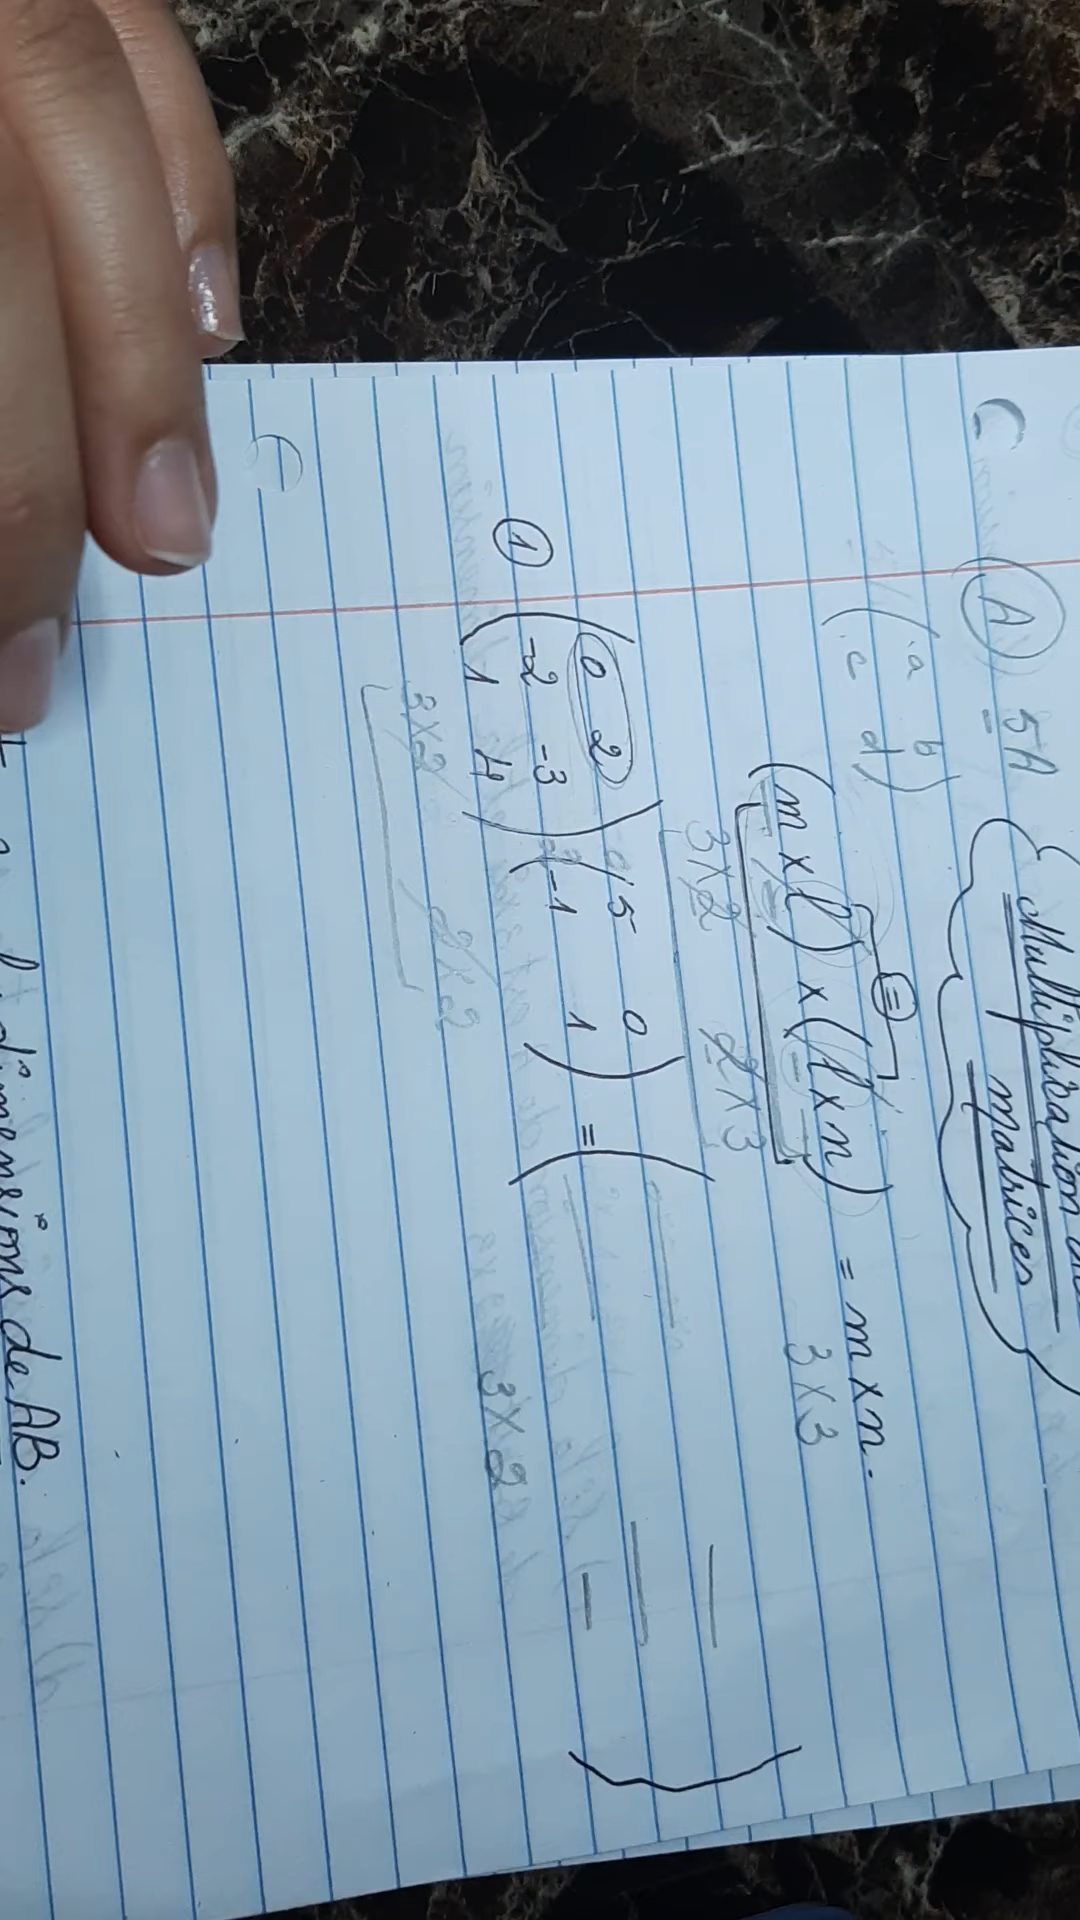 Multiplication
matrices
A 5A
( a b
c d )
=
(m x l) x (l x n) = m x n.
3 x 2 2 x 3 3 x 3
1 ( 0 2
-2 -3
1 4 ) ( 5 0
-1 1 ) = ( )
3 x 2 2 x 2 3 x 2
dimensions de AB.